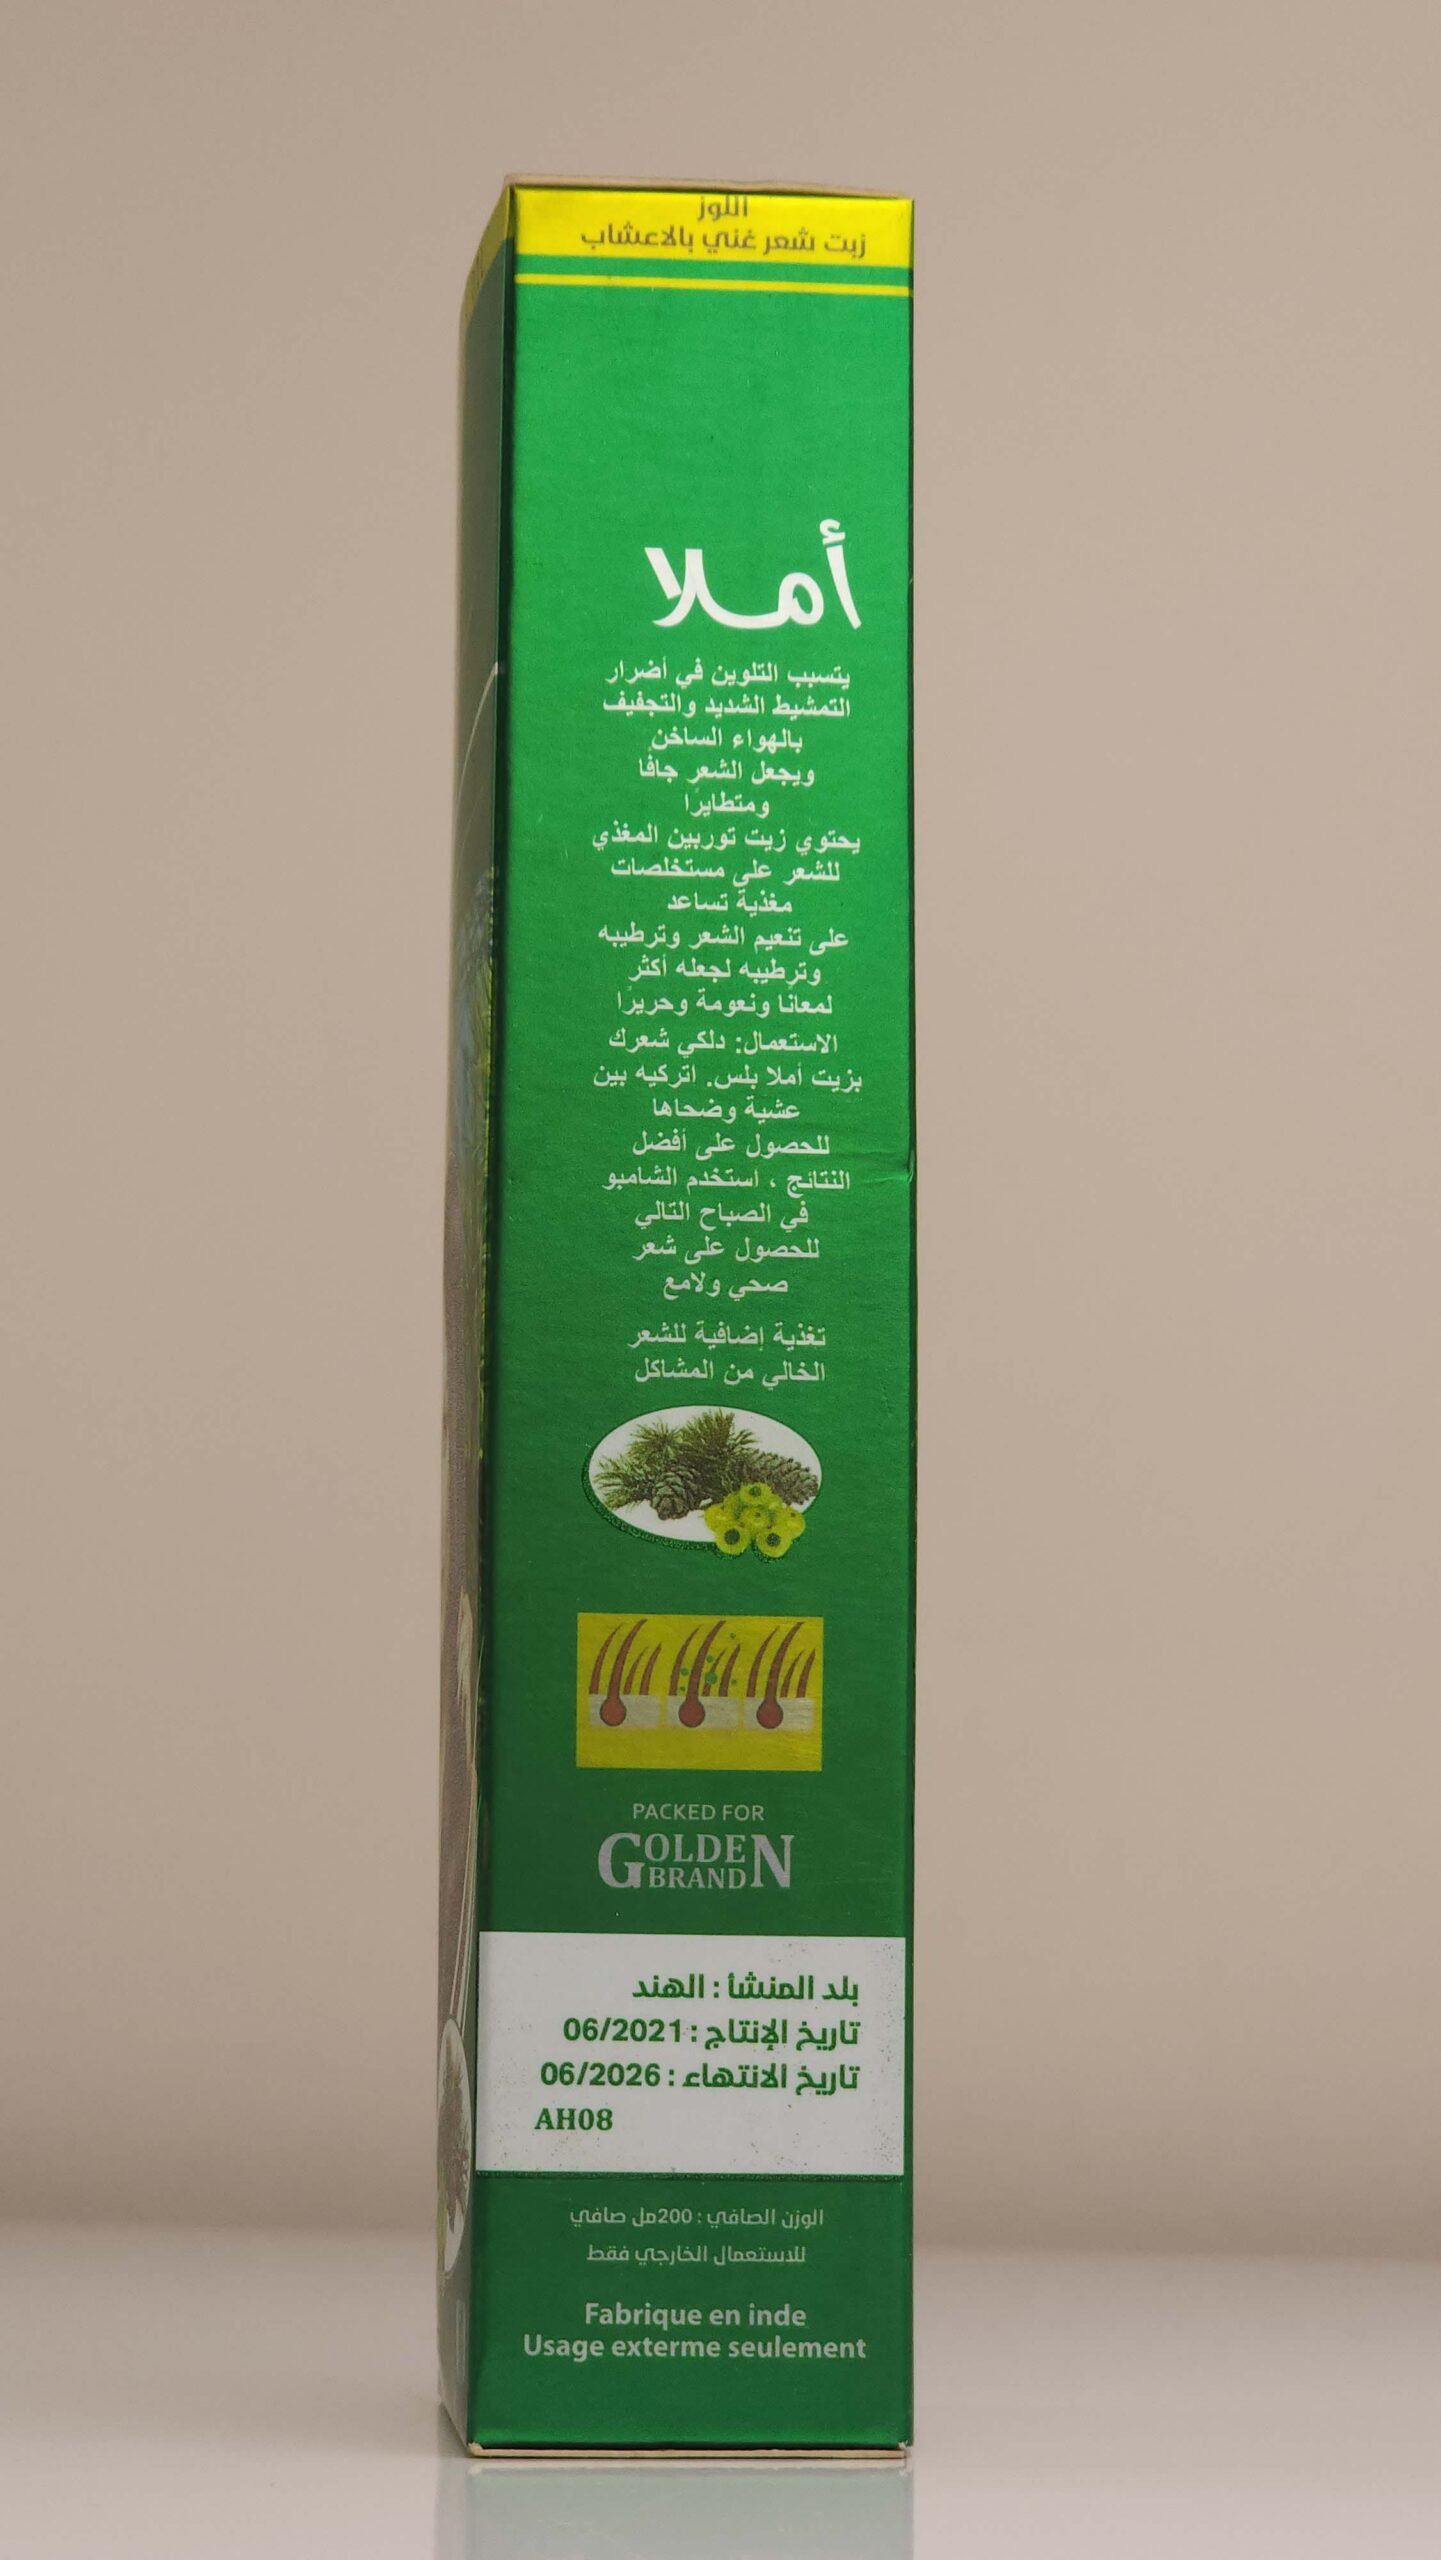 اللوز
زيت شعر غني بالاعشاب
أملا
يتسبب التلوين في أضرار
التمشيط الشديد والتجفيف
بالهواء الساخن
ويجعل الشعر جافًا
ومتطايرًا
يحتوي زيت توربين المغذي
للشعر على مستخلصات
مغذية تساعد
على تنعيم الشعر وترطيبه
وترطيبه لجعله أكثر
لمعانًا ونعومة وحريرًا
الاستعمال: دلكي شعرك
بزيت أملا بلس. اتركيه بين
عشية وضحاها
للحصول على أفضل
النتائج ، استخدم الشامبو
في الصباح التالي
للحصول على شعر
صحي ولامع
تغذية إضافية للشعر
الخالي من المشاكل
PACKED FOR
GOLDEN
BRAND
بلد المنشأ : الهند
تاريخ الإنتاج : 06/2021
تاريخ الانتهاء : 06/2026
AH08
الوزن الصافي : 200مل صافي
للاستعمال الخارجي فقط
Fabrique en inde
Usage exterme seulement